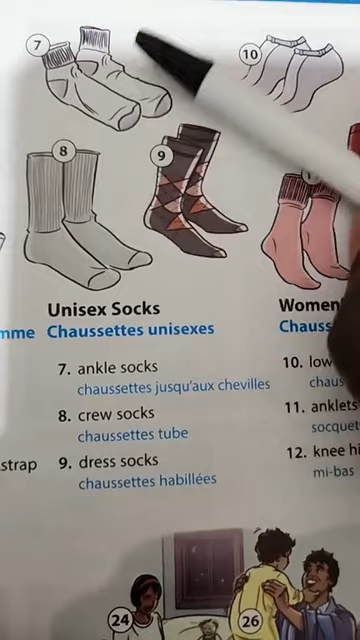 7
10
8
9
Unisex Socks
Chaussettes unisexes
7. ankle socks
chaussettes jusqu'aux chevilles
8. crew socks
chaussettes tube
strap
9. dress socks
chaussettes habillées
Women
Chauss
10. low
chaus
11. anklets
socquet
12. knee hi
mi-bas
24
26